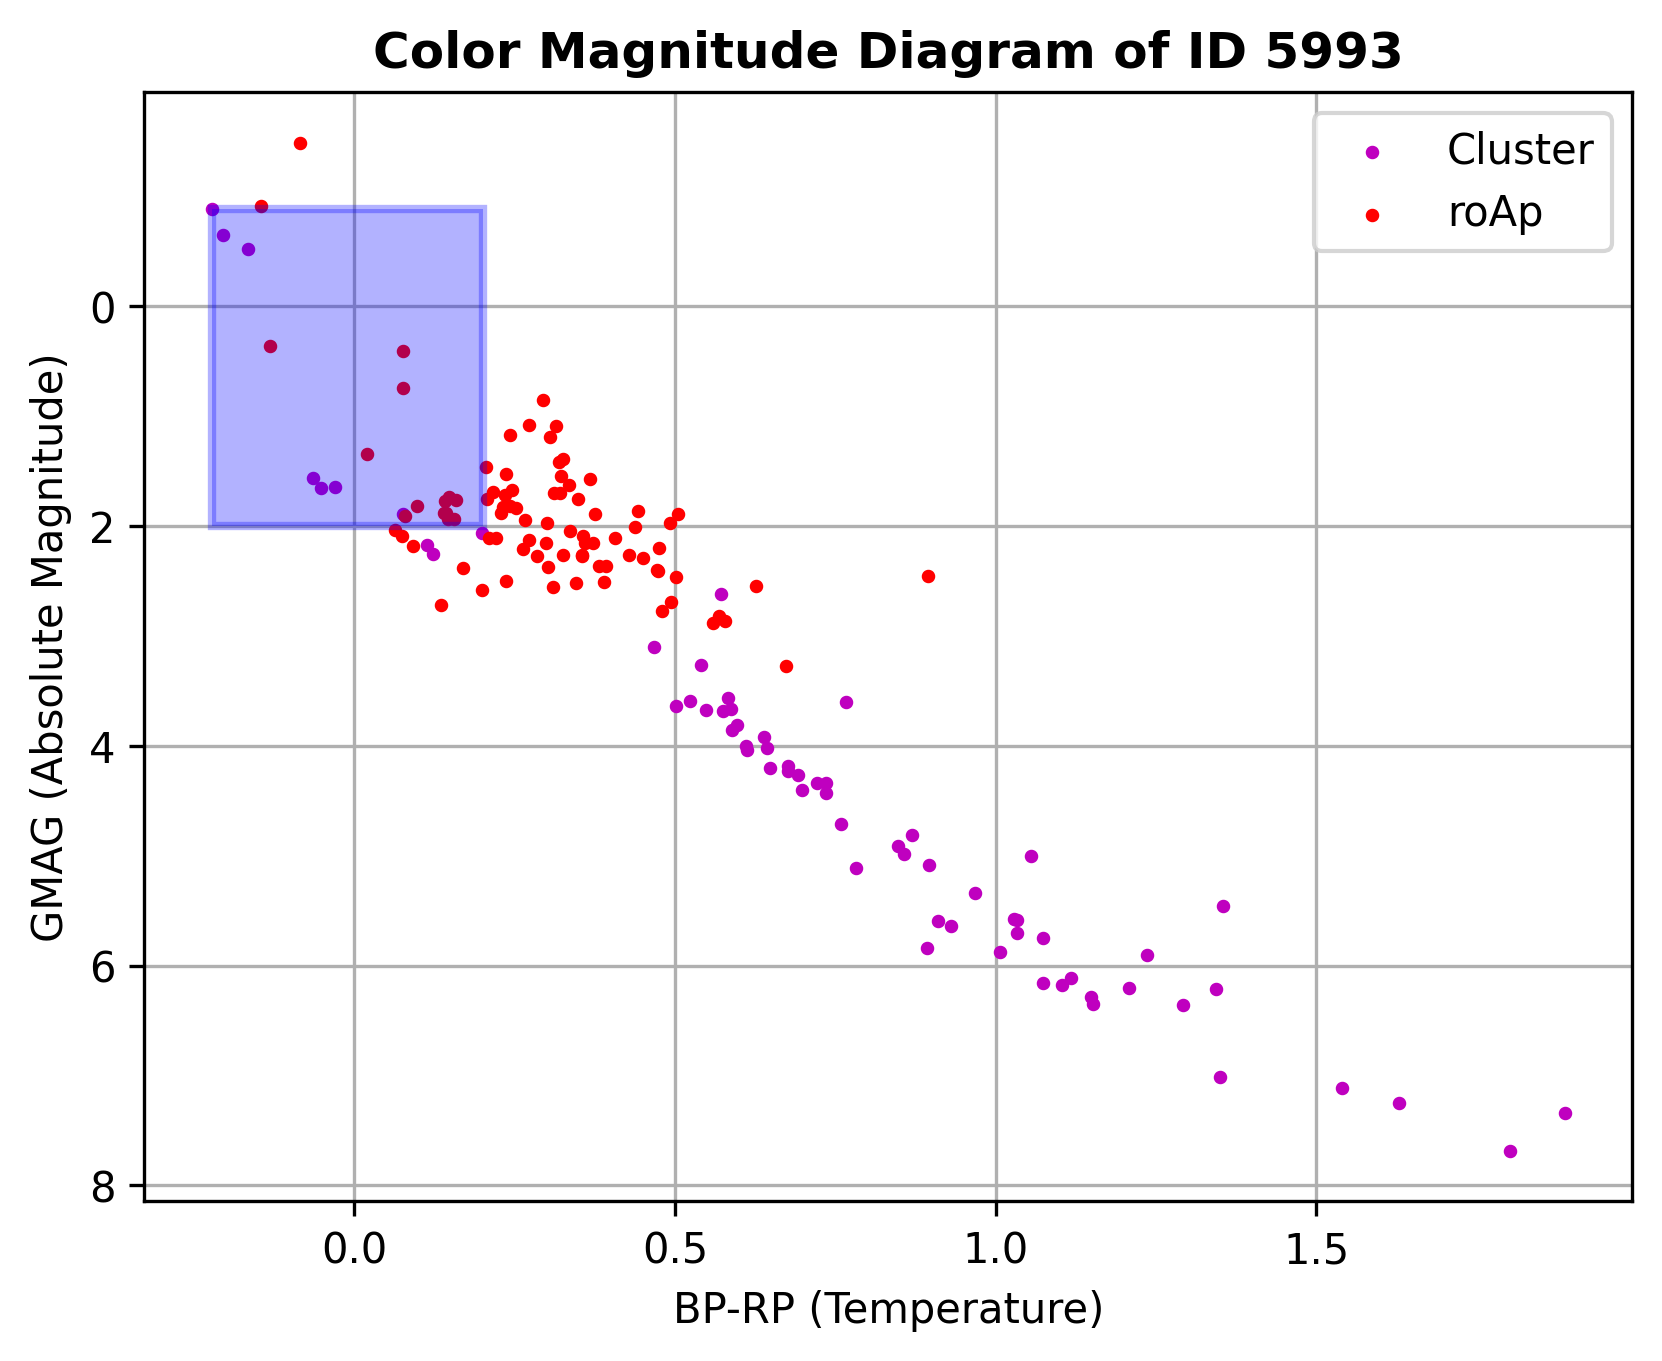 Color Magnitude Diagram of ID 5993
Cluster
roAp
GMAG (Absolute Magnitude)
0
2
4
6
8
0.0
0.5
1.0
1.5
BP-RP (Temperature)